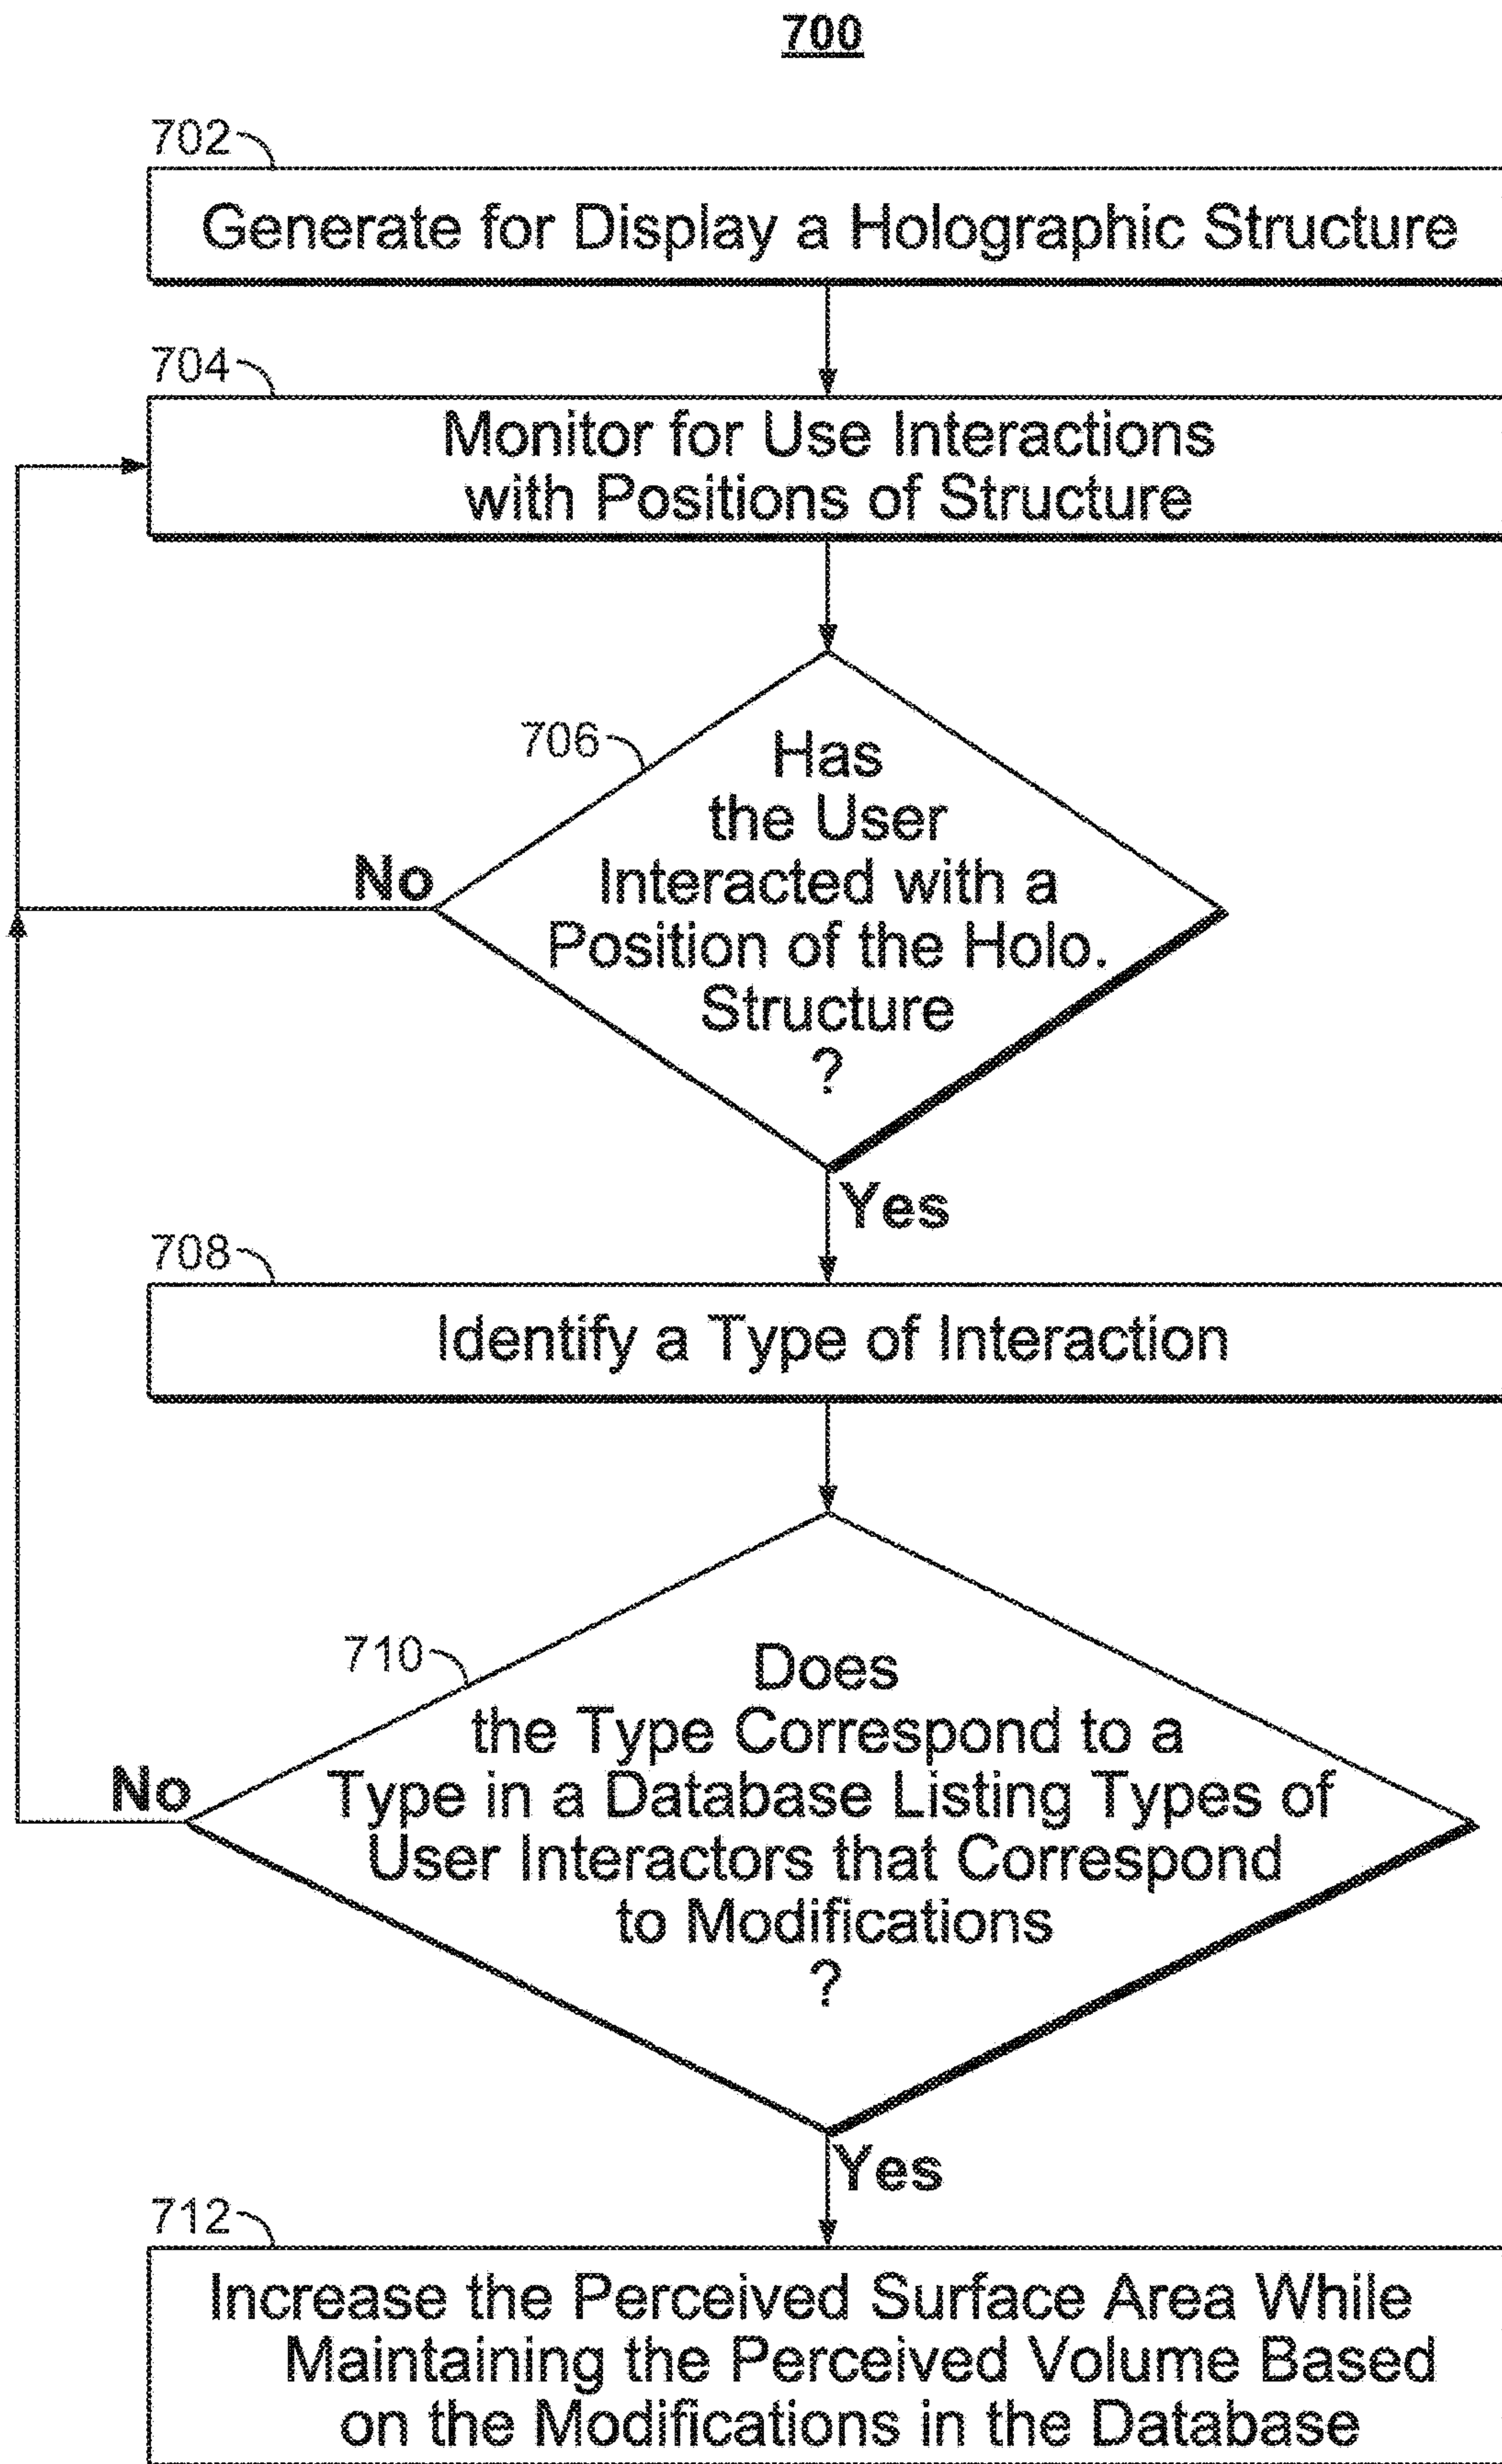 700
702
Generate for Display a Holographic Structure
704
Monitor for Use Interactions
with Positions of Structure
706
Has
the User
Interacted with a
Position of the Holo.
Structure
?
No
Yes
708
Identify a Type of Interaction
710
Does
the Type Correspond to a
Type in a Database Listing Types of
User Interactors that Correspond
to Modifications
?
No
Yes
712
Increase the Perceived Surface Area While
Maintaining the Perceived Volume Based
on the Modifications in the Database